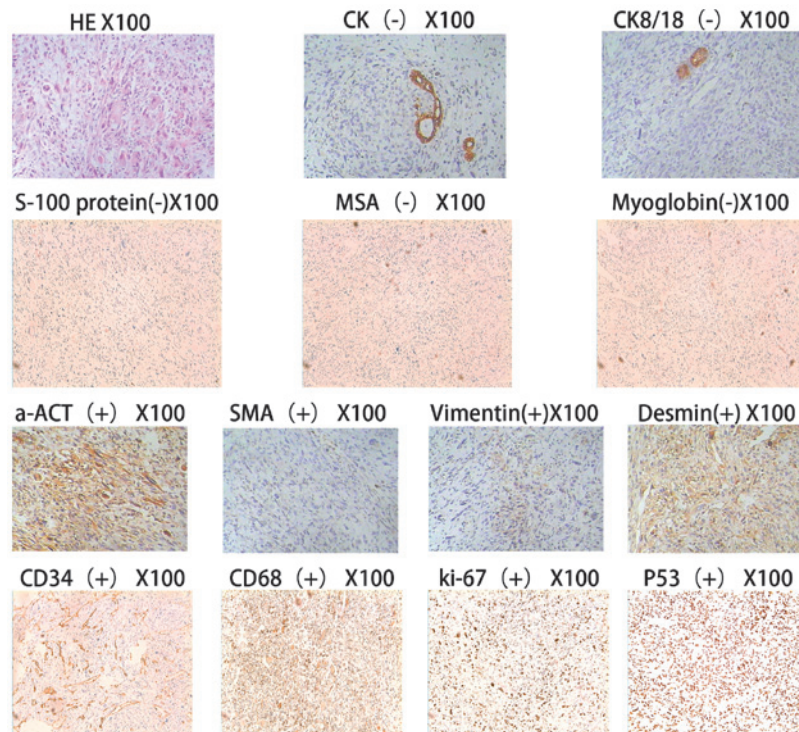 HE X100 CK (-) X100 CK8/18 (-) X100
S-100 protein(-)X100 MSA (-) X100 Myoglobin(-)X100
a-ACT (+) X100 SMA (+) X100 Vimentin(+)X100 Desmin(+) X100
CD34 (+) X100 CD68 (+) X100 ki-67 (+) X100 P53 (+) X100